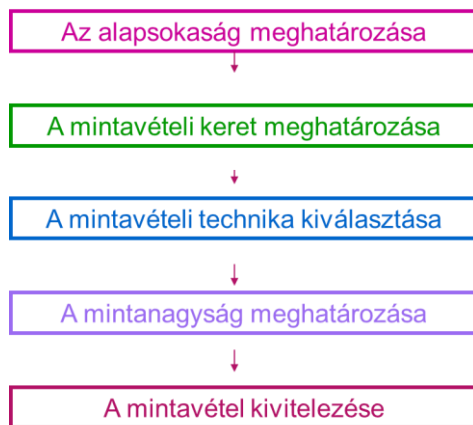 Az alapsokaság meghatározása
A mintavételi keret meghatározása
A mintavételi technika kiválasztása
A mintanagyság meghatározása
A mintavétel kivitelezése